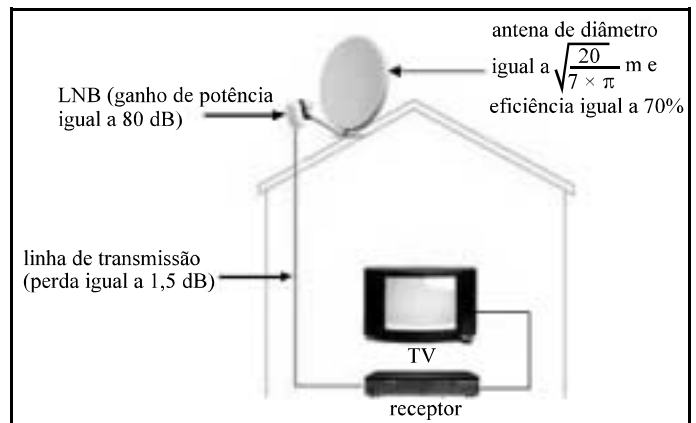 antena de diâmetro
igual a √20/(7 × π) m e
eficiência igual a 70%
LNB (ganho de potência
igual a 80 dB)
linha de transmissão
(perda igual a 1,5 dB)
TV
receptor